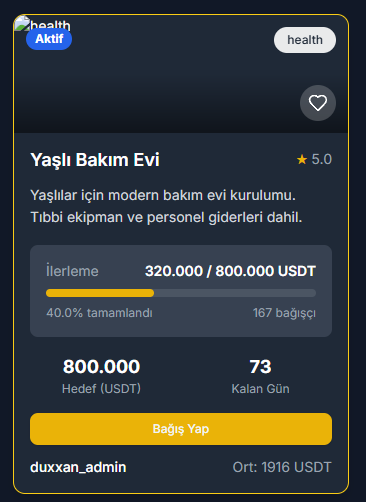 health
Aktif
health
Yaşlı Bakım Evi
★ 5.0
Yaşlılar için modern bakım evi kurulumu.
Tıbbi ekipman ve personel giderleri dahil.
İlerleme 320.000 / 800.000 USDT
40.0% tamamlandı 167 bağışçı
800.000 73
Hedef (USDT) Kalan Gün
Bağış Yap
duxxan_admin Ort: 1916 USDT